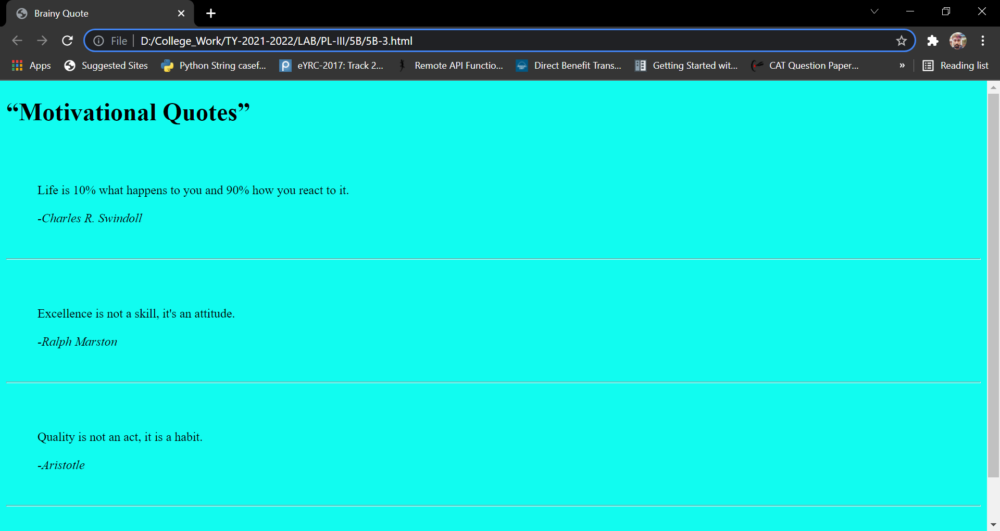 Brainy Quote
File D:/College_Work/TY-2021-2022/LAB/PL-III/5B/5B-3.html
Apps Suggested Sites Python String casef... eYRC-2017: Track 2... Remote API Functio... Direct Benefit Trans... Getting Started wit... CAT Question Paper... » Reading list
“Motivational Quotes”
Life is 10% what happens to you and 90% how you react to it.
-Charles R. Swindoll
Excellence is not a skill, it's an attitude.
-Ralph Marston
Quality is not an act, it is a habit.
-Aristotle